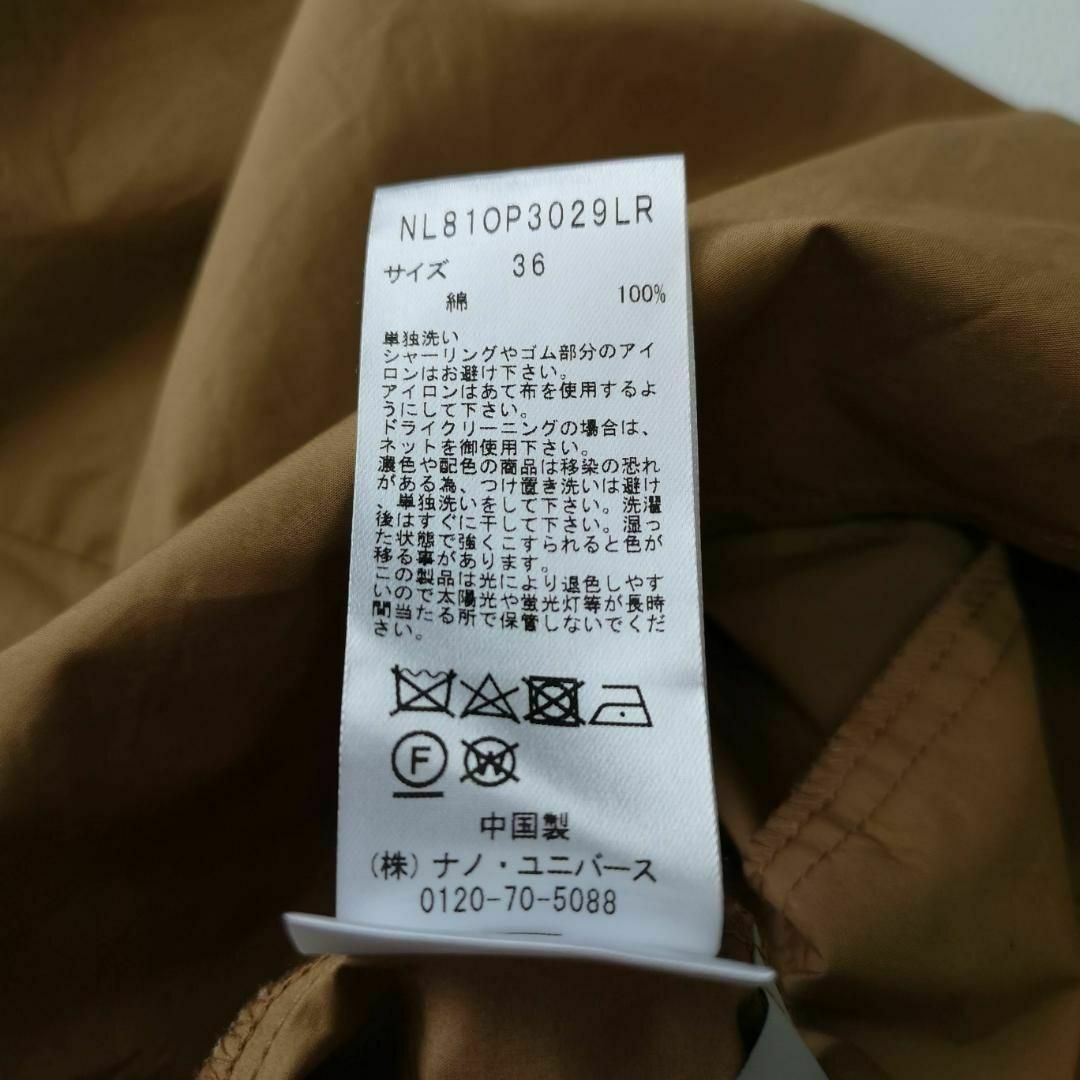 NL81OP3029LR
サイズ 36
綿 100%
単独洗い
シャーリングやゴム部分のアイ
ロンはお避け下さい。
アイロンはあて布を使用するよ
うにして下さい。
ドライクリーニングの場合は、
ネットを御使用下さい。
濃色や配色の商品は移染の恐れ
がある為、つけ置き洗いは避け
、単独洗いをして下さい。洗濯
後はすぐに干して下さい。湿っ
た状態で強くこすられると色が
移る事があります。
この製品は光により退色しやす
いので太陽光や蛍光灯等が長時
間当たる所で保管しないでくだ
さい。
F W
中国製
(株)ナノ・ユニバース
0120-70-5088